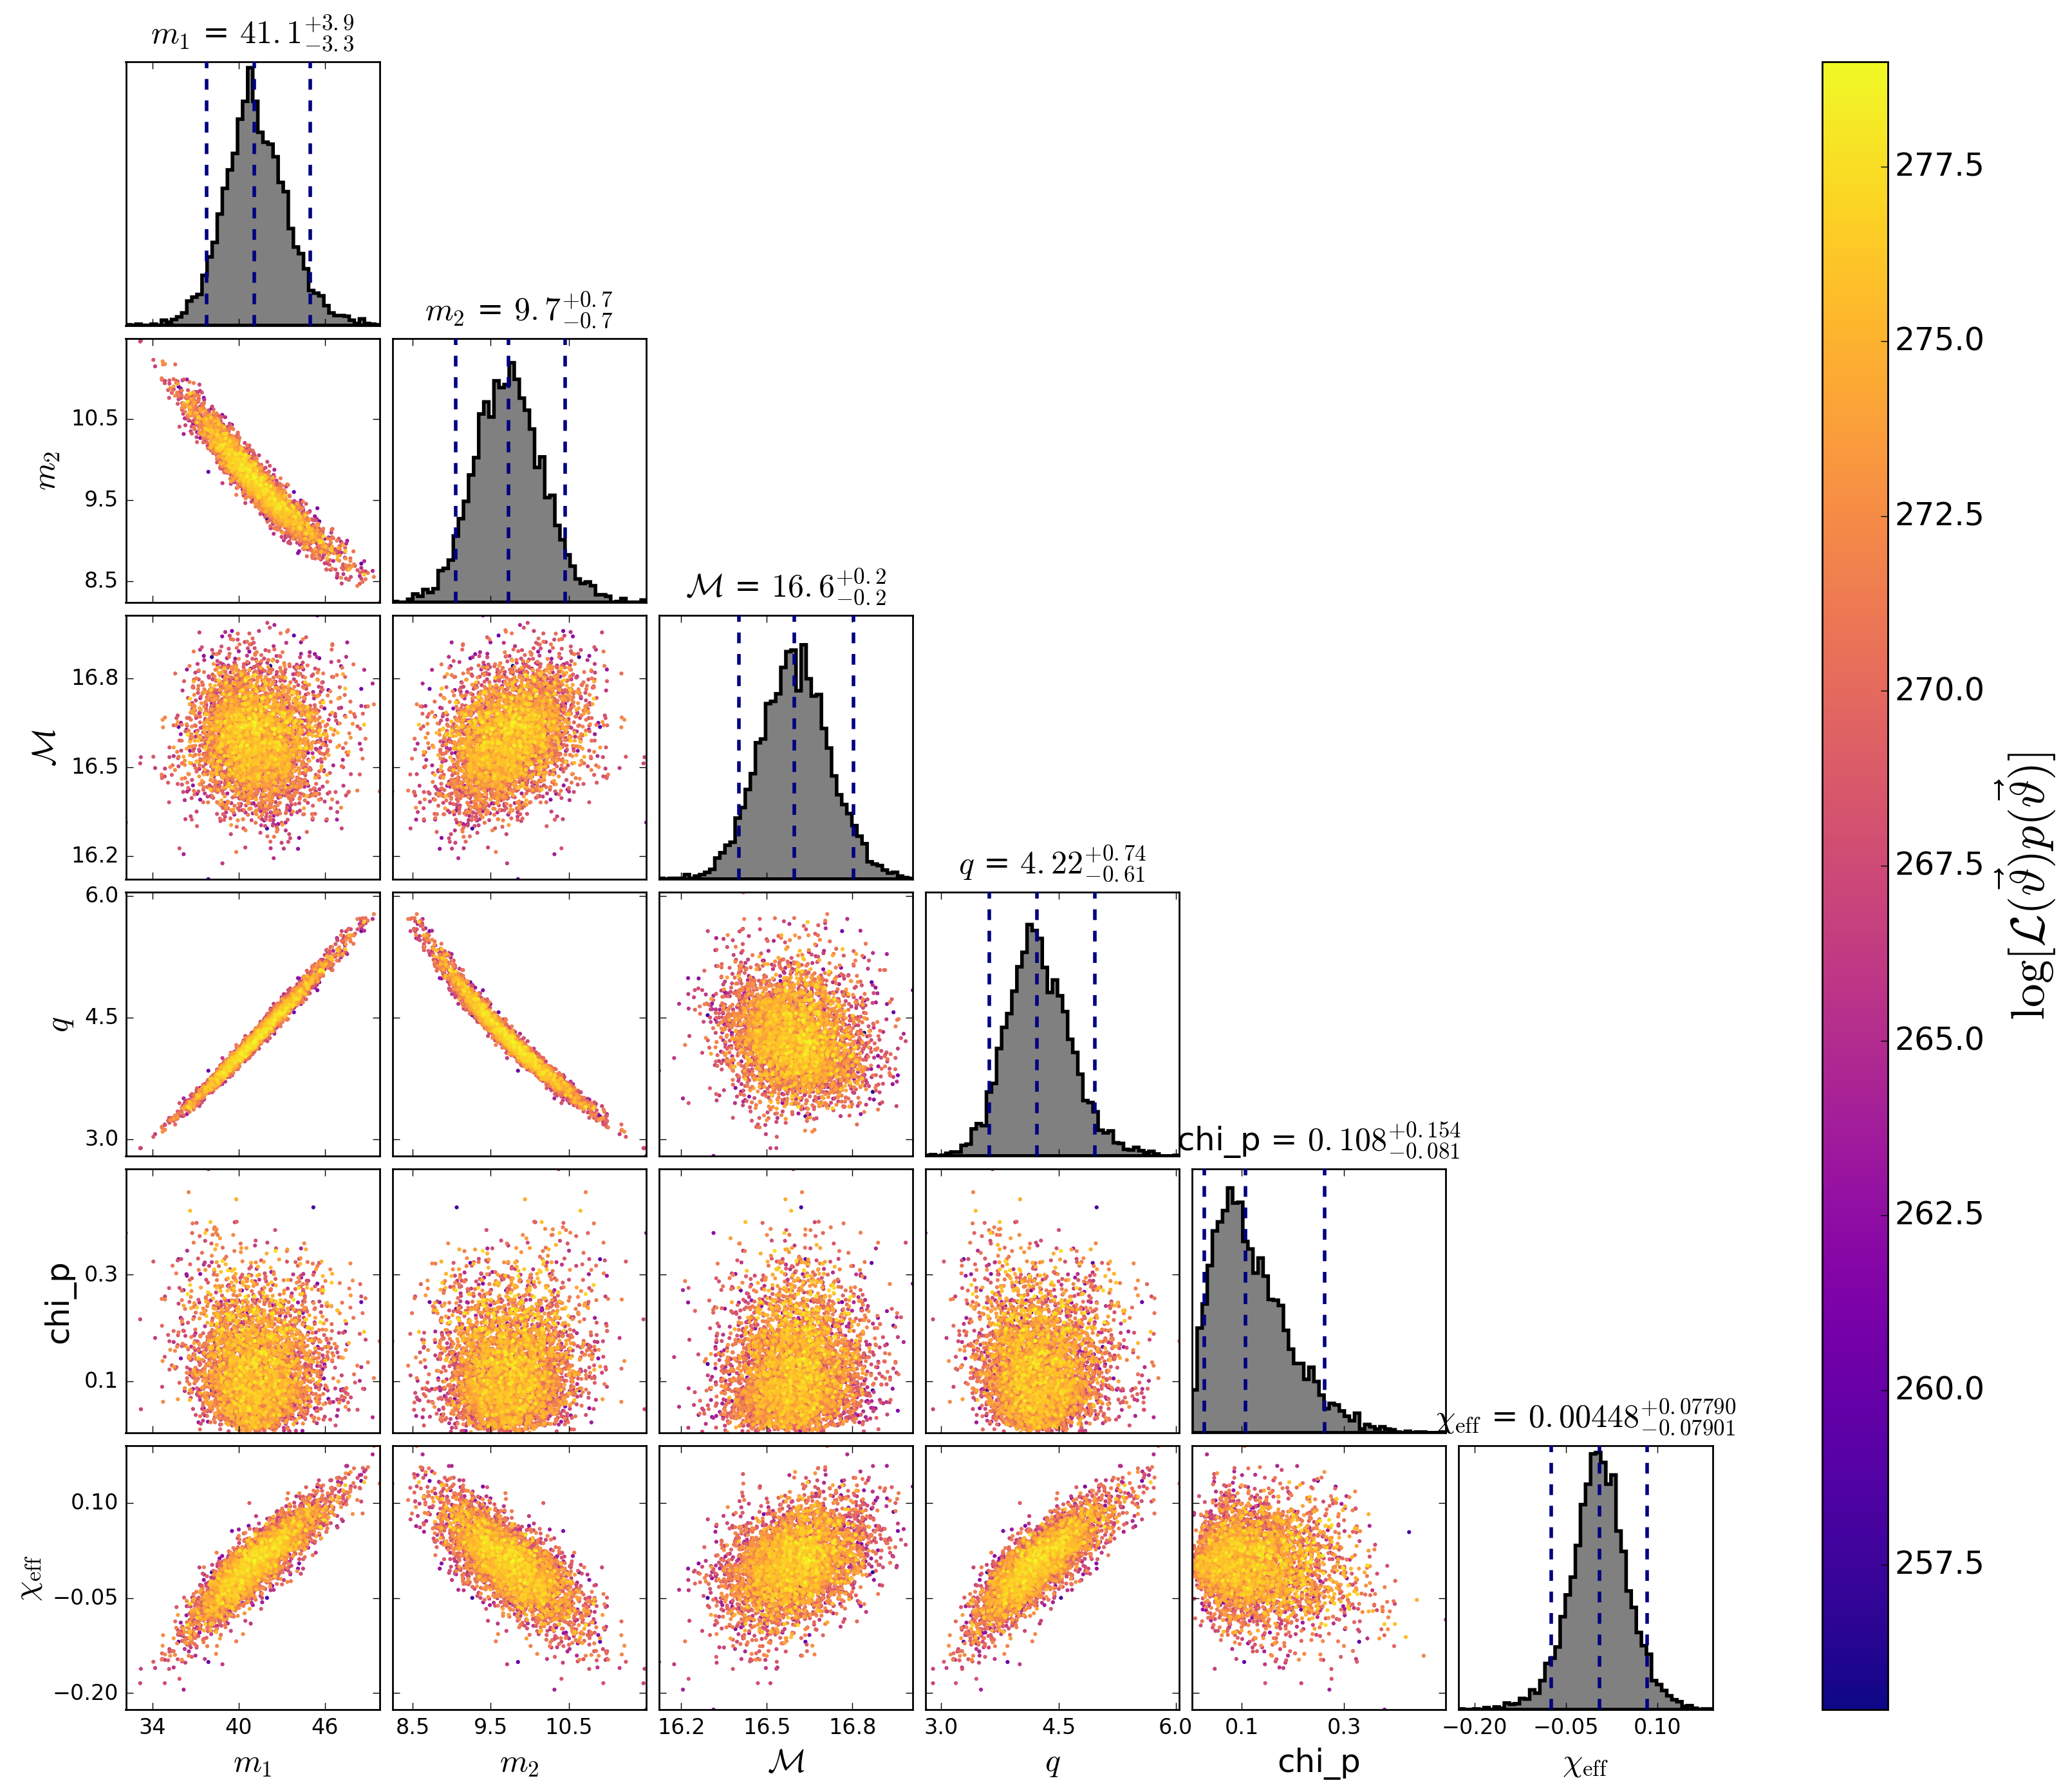 m₁ = 41.1⁺³·⁹₋₃.₃
m₂ = 9.7⁺⁰·⁷₋₀.₇
ℳ = 16.6⁺⁰·²₋₀.₂
q = 4.22⁺⁰·⁷⁴₋₀.₆₁
chi_p = 0.108⁺⁰·¹⁵⁴₋₀.₀₈₁
χeff = 0.00448⁺⁰·⁰⁷⁷⁹⁰₋₀.₀₇₉₀₁
m₂
10.5
9.5
8.5
ℳ
16.8
16.5
16.2
q
6.0
4.5
3.0
chi_p
0.3
0.1
χeff
0.10
−0.05
−0.20
34 40 46
8.5 9.5 10.5
16.2 16.5 16.8
3.0 4.5 6.0
0.1 0.3
−0.20 −0.05 0.10
m₁
m₂
ℳ
q
chi_p
χeff
277.5
275.0
272.5
270.0
267.5
265.0
262.5
260.0
257.5
log[ℒ(ϑ⃗)p(ϑ⃗)]